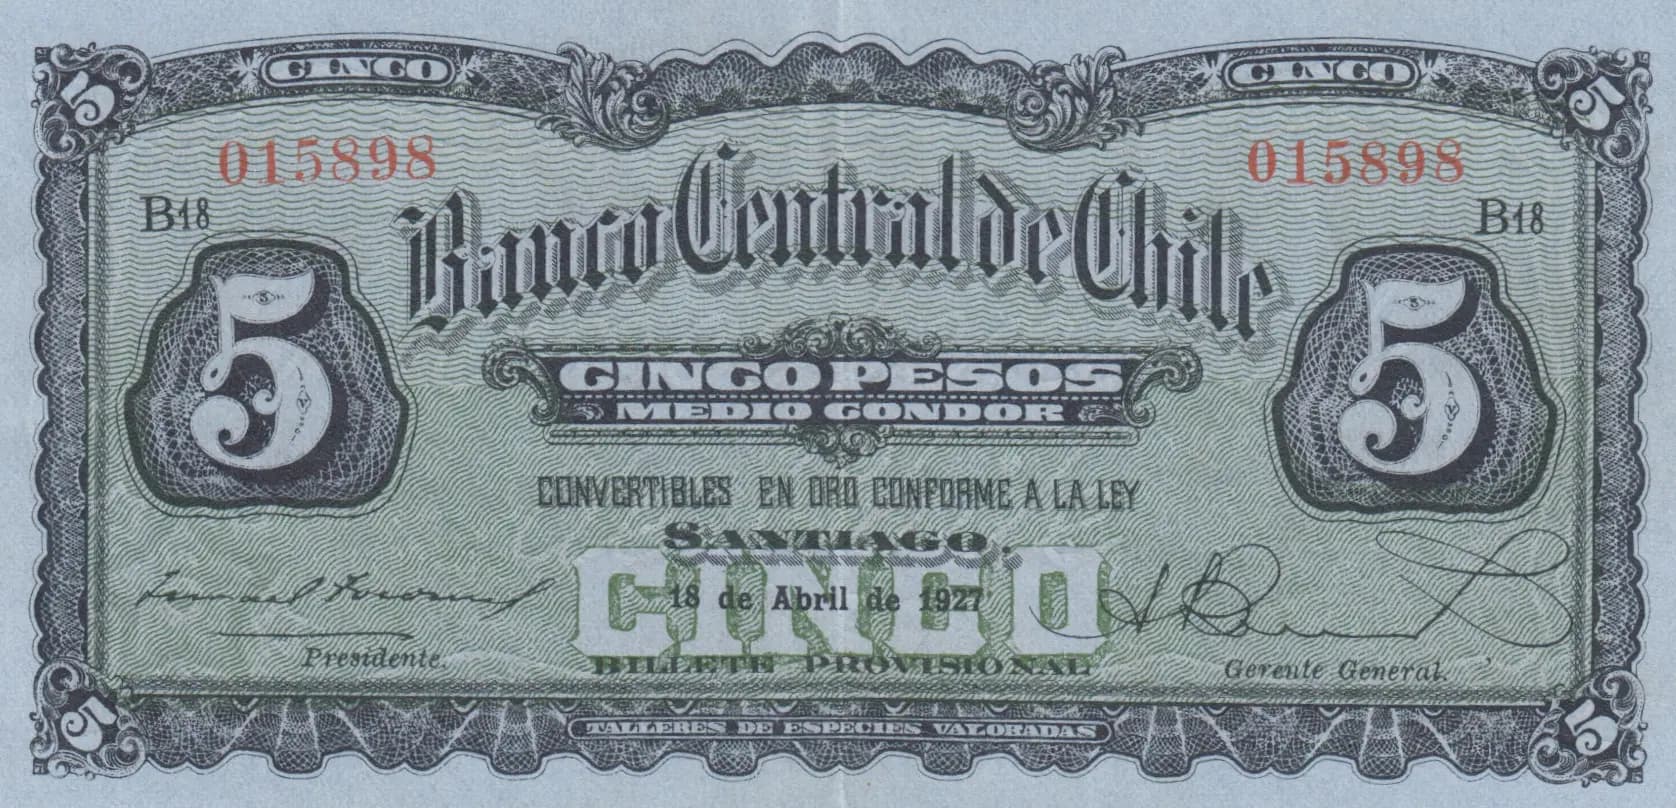 5 CINCO CINCO 5
015898 015898
B18 B18
Banco Central de Chile
5 5
CINCO PESOS
MEDIO CONDOR
CONVERTIBLES EN ORO CONFORME A LA LEY
SANTIAGO,
CINCO
18 de Abril de 1927
BILLETE PROVISIONAL
Presidente. Gerente General.
5 TALLERES DE ESPECIES VALORADAS 5